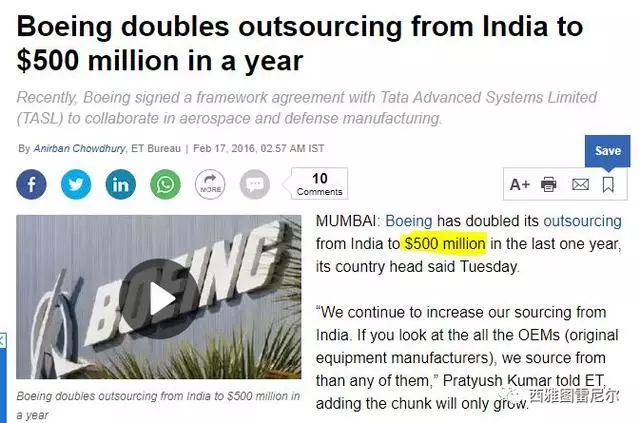 Boeing doubles outsourcing from India to
$500 million in a year
Recently, Boeing signed a framework agreement with Tata Advanced Systems Limited
(TASL) to collaborate in aerospace and defense manufacturing.
By Anirban Chowdhury, ET Bureau | Feb 17, 2016, 02.57 AM IST
Save
MORE
10
Comments
A+
BOEING
Boeing doubles outsourcing from India to $500 million in
a year
MUMBAI: Boeing has doubled its outsourcing
from India to $500 million in the last one year,
its country head said Tuesday.
“We continue to increase our sourcing from
India. If you look at the all the OEMs (original
equipment manufacturers), we source from
than any of them,” Pratyush Kumar told ET,
adding the chunk will only grow.
西雅图雷尼尔